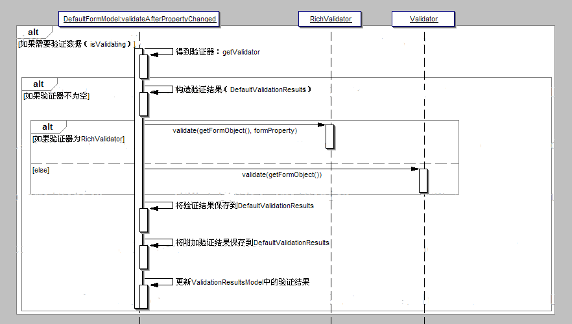 DefaultFormModel:validateAfterPropertyChanged RichValidator Validator
alt
[如果需要验证数据(isValidating)]
得到验证器：getValidator
alt
[如果验证器不为空]
构造验证结果(DefaultValidationResults)
alt
[如果验证器为RichValidator]
validate(getFormObject(), formProperty)
[else]
validate(getFormObject())
将验证结果保存到DefaultValidationResults
将附加验证结果保存到DefaultValidationResults
更新ValidationResultsModel中的验证结果